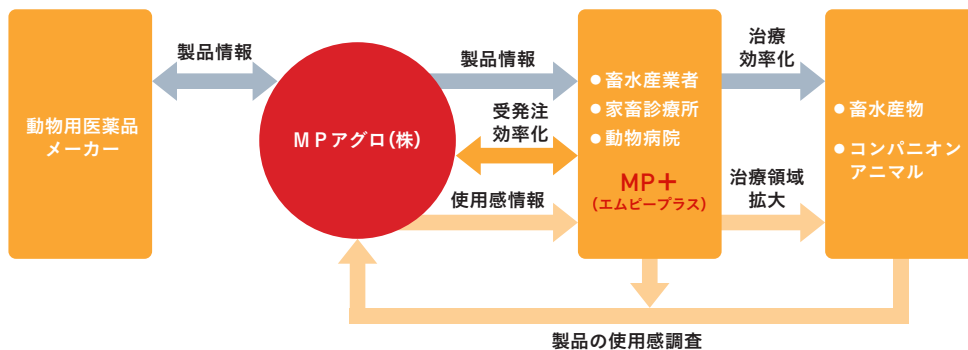 動物用医薬品
メーカー
製品情報
MPアグロ(株)
製品情報
受発注
効率化
使用感情報
● 畜水産業者
● 家畜診療所
● 動物病院
MP＋
(エムピープラス)
治療
効率化
治療領域
拡大
● 畜水産物
● コンパニオン
アニマル
製品の使用感調査